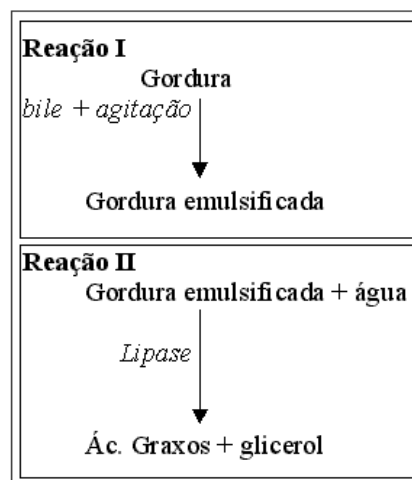 Reação I
Gordura
bile + agitação
Gordura emulsificada
Reação II
Gordura emulsificada + água
Lipase
Ác. Graxos + glicerol